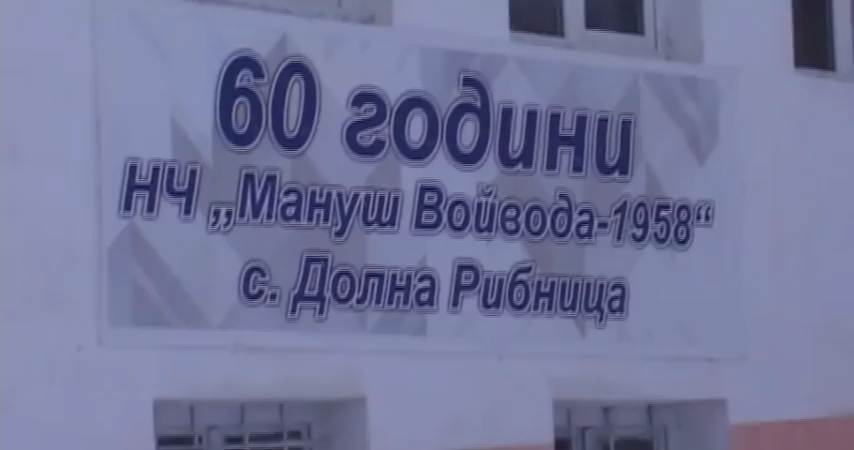 60 години
НЧ „Мануш Войвода-1958“
с. Долна Рибница